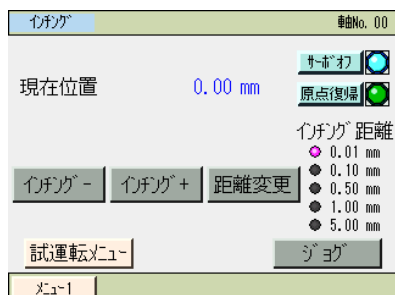 インチング 軸No. 00
サーボオフ
現在位置 0.00 mm
原点復帰
インチング距離
0.01 mm
0.10 mm
インチング- インチング+ 距離変更
0.50 mm
1.00 mm
5.00 mm
試運転メニュー ジョグ
メニュー1